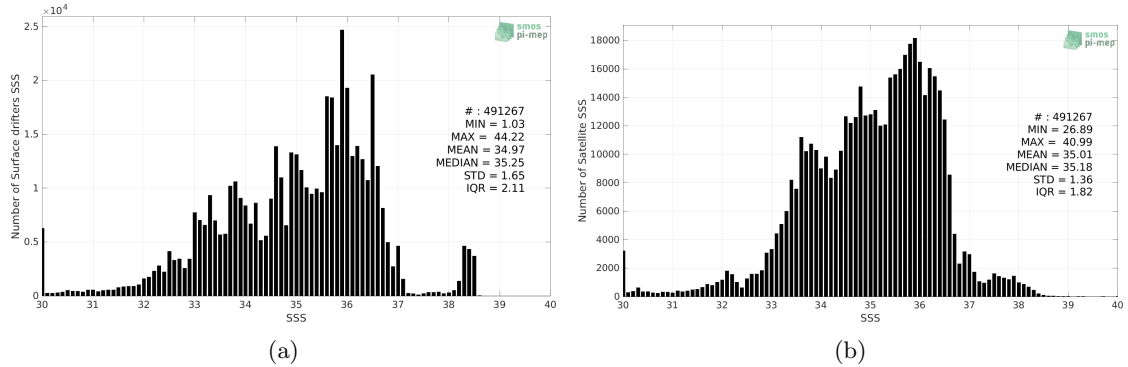 ×10⁴
2.5
2
1.5
1
0.5
0
Number of Surface drifters SSS
30 31 32 33 34 35 36 37 38 39 40
SSS
smos
pi-mep
# : 491267
MIN = 1.03
MAX = 44.22
MEAN = 34.97
MEDIAN = 35.25
STD = 1.65
IQR = 2.11
(a)
18000
16000
14000
12000
10000
8000
6000
4000
2000
0
Number of Satellite SSS
30 31 32 33 34 35 36 37 38 39 40
SSS
smos
pi-mep
# : 491267
MIN = 26.89
MAX = 40.99
MEAN = 35.01
MEDIAN = 35.18
STD = 1.36
IQR = 1.82
(b)